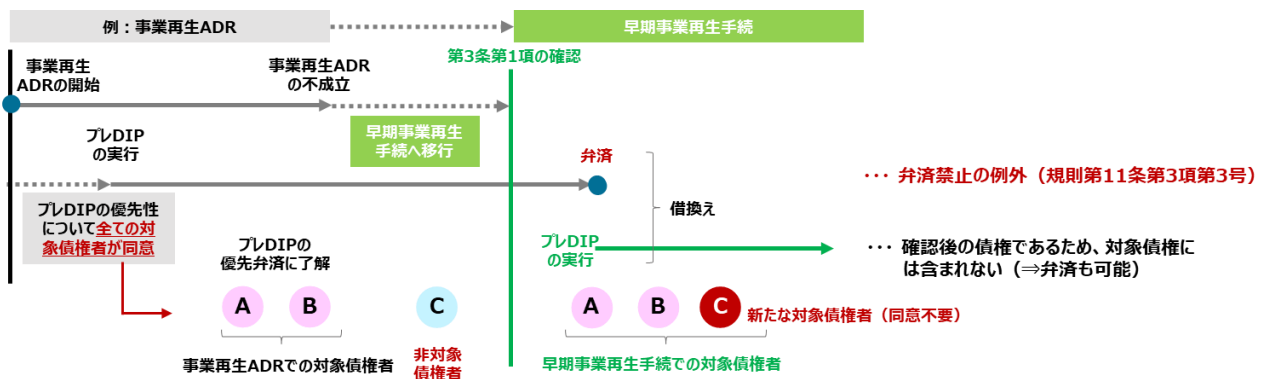 例：事業再生ADR
早期事業再生手続
第3条第1項の確認
事業再生
ADRの開始
事業再生ADR
の不成立
早期事業再生
手続へ移行
プレDIP
の実行
弁済
借換え
･･･ 弁済禁止の例外（規則第11条第3項第3号）
プレDIPの優先性
について全ての対
象債権者が同意
プレDIPの
優先弁済に了解
プレDIP
の実行
･･･ 確認後の債権であるため、対象債権に
は含まれない（⇒弁済も可能）
A
B
C
A
B
C
新たな対象債権者（同意不要）
事業再生ADRでの対象債権者
非対象
債権者
早期事業再生手続での対象債権者